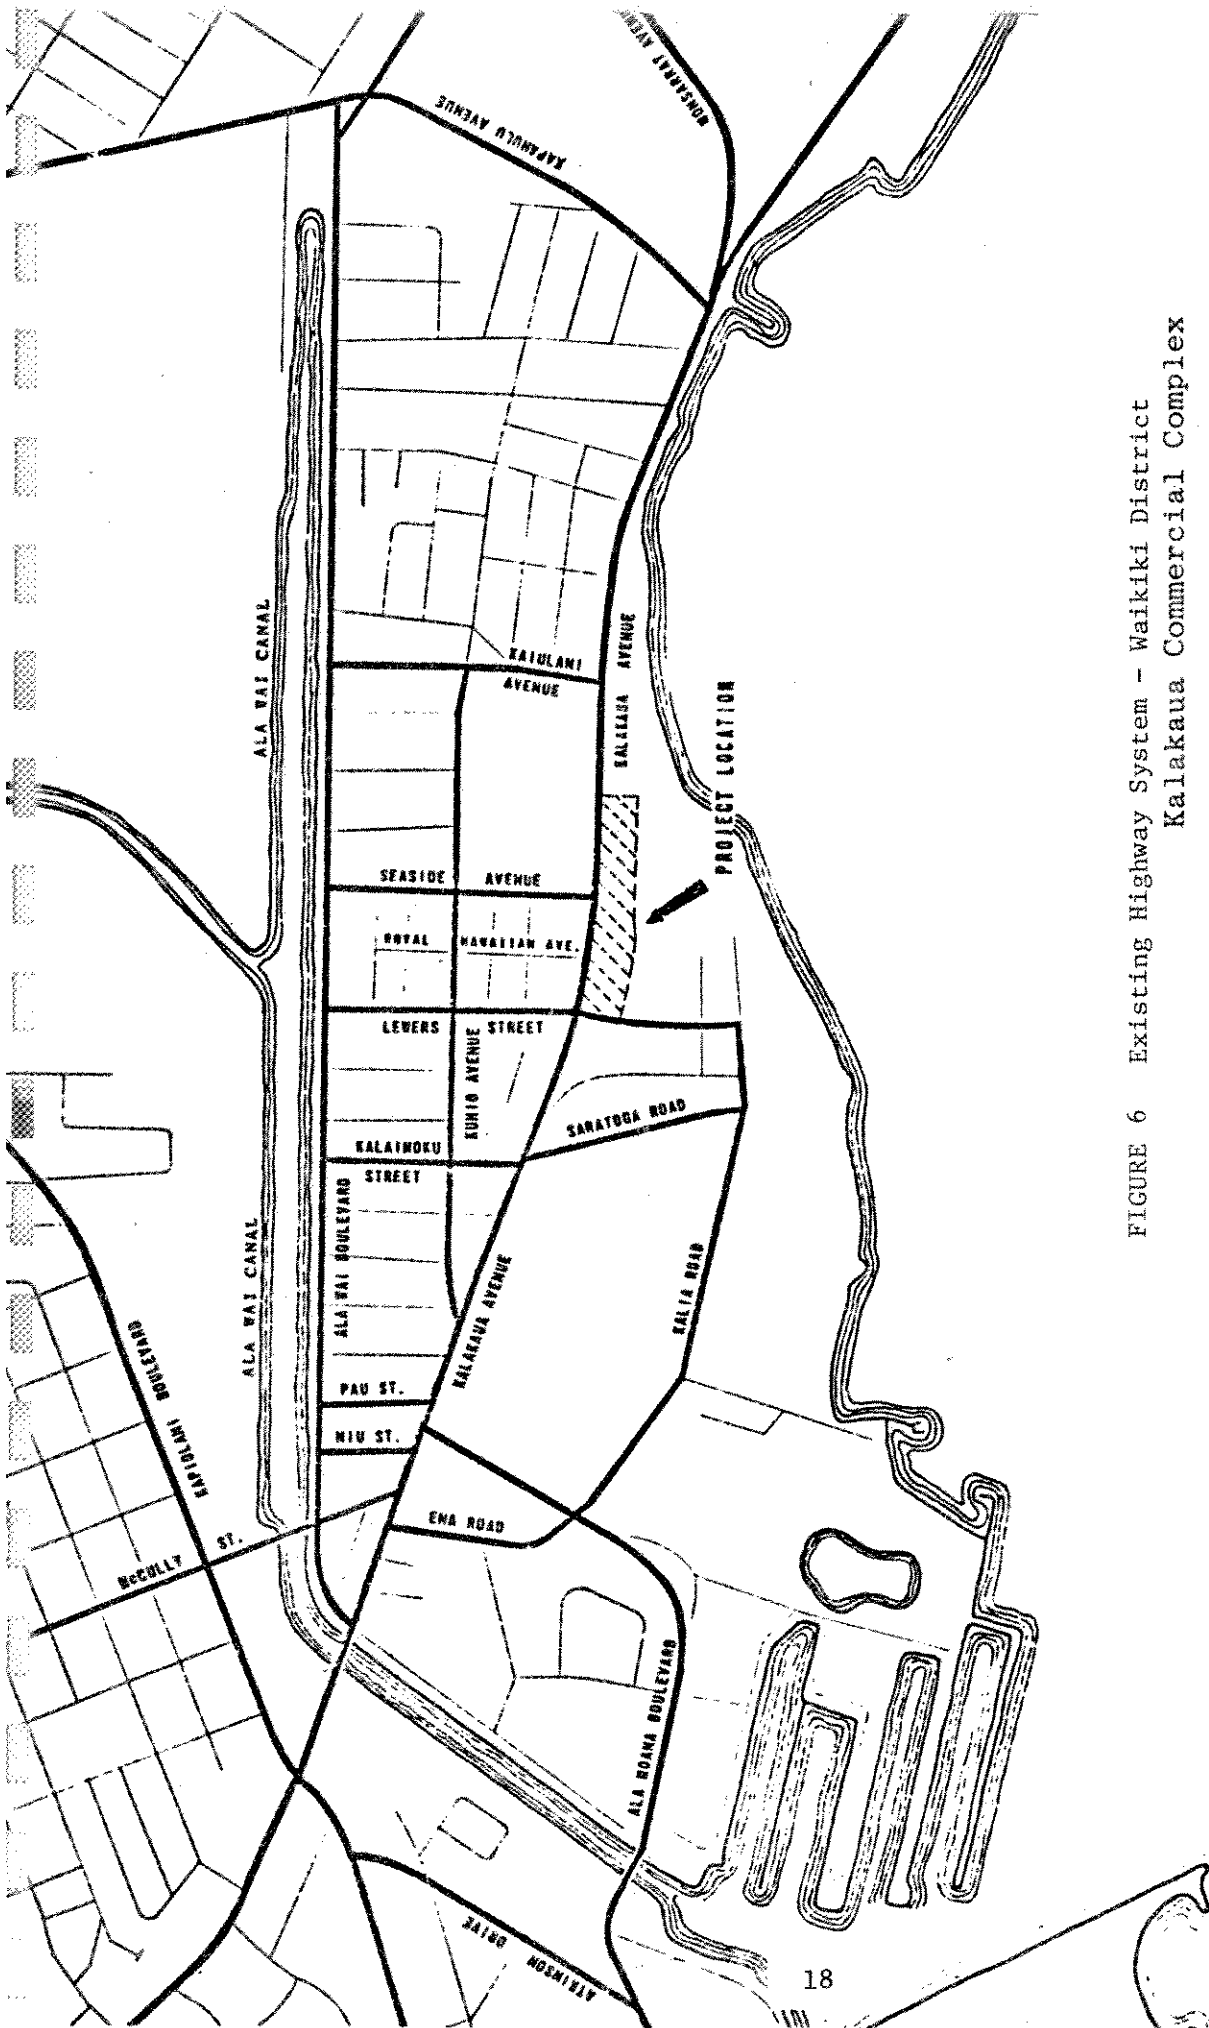 MONSARRAT AVENUE
KAPAHULU AVENUE
ALA WAI CANAL
KAIULANI
AVENUE
KALAKAUA AVENUE
PROJECT LOCATION
SEASIDE AVENUE
ROYAL HAWAIIAN AVE.
LEWERS STREET
KUHIO AVENUE
SARATOGA ROAD
KALAIMOKU
STREET
ALA WAI BOULEVARD
ALA WAI CANAL
KALAKAUA AVENUE
KALIA ROAD
KAPIOLANI BOULEVARD
PAU ST.
NIU ST.
ENA ROAD
McCULLY ST.
ALA MOANA BOULEVARD
ATKINSON
DRIVE
FIGURE 6 Existing Highway System - Waikiki District
Kalakaua Commercial Complex
18